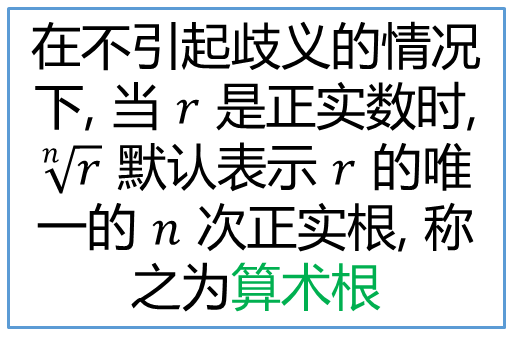 在不引起歧义的情况
下, 当 r 是正实数时,
ⁿ√r 默认表示 r 的唯
一的 n 次正实根, 称
之为算术根